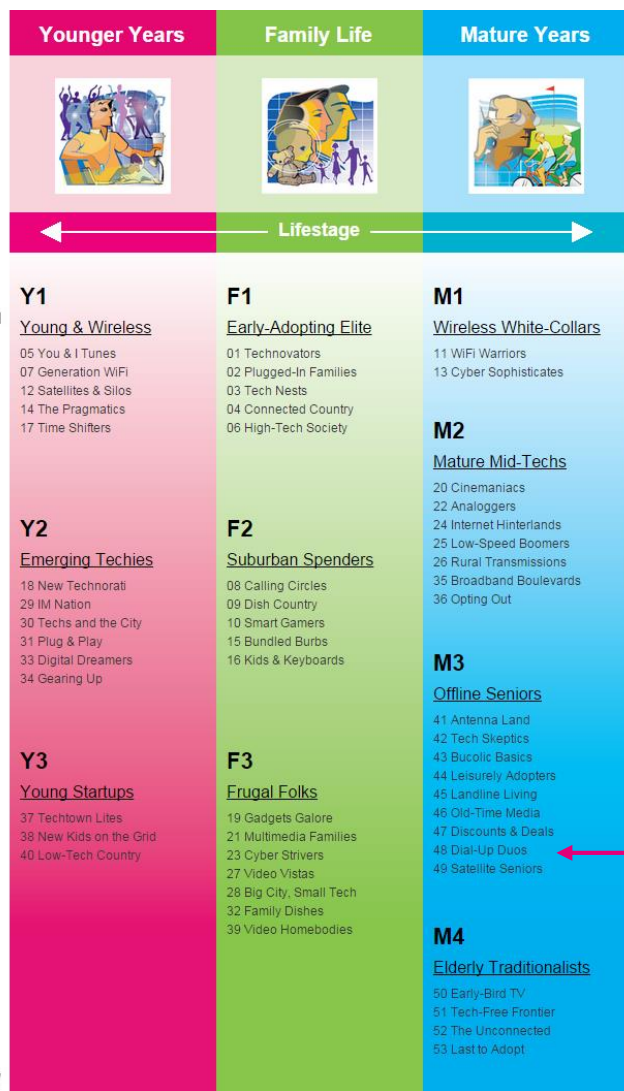 Younger Years
Family Life
Mature Years
Lifestage
Y1
Young & Wireless
05 You & I Tunes
07 Generation WiFi
12 Satellites & Silos
14 The Pragmatics
17 Time Shifters
Y2
Emerging Techies
18 New Technorati
29 IM Nation
30 Techs and the City
31 Plug & Play
33 Digital Dreamers
34 Gearing Up
Y3
Young Startups
37 Techtown Lites
38 New Kids on the Grid
40 Low-Tech Country
F1
Early-Adopting Elite
01 Technovators
02 Plugged-In Families
03 Tech Nests
04 Connected Country
06 High-Tech Society
F2
Suburban Spenders
08 Calling Circles
09 Dish Country
10 Smart Gamers
15 Bundled Burbs
16 Kids & Keyboards
F3
Frugal Folks
19 Gadgets Galore
21 Multimedia Families
23 Cyber Strivers
27 Video Vistas
28 Big City, Small Tech
32 Family Dishes
39 Video Homebodies
M1
Wireless White-Collars
11 WiFi Warriors
13 Cyber Sophisticates
M2
Mature Mid-Techs
20 Cinemaniacs
22 Analoggers
24 Internet Hinterlands
25 Low-Speed Boomers
26 Rural Transmissions
35 Broadband Boulevards
36 Opting Out
M3
Offline Seniors
41 Antenna Land
42 Tech Skeptics
43 Bucolic Basics
44 Leisurely Adopters
45 Landline Living
46 Old-Time Media
47 Discounts & Deals
48 Dial-Up Duos
49 Satellite Seniors
M4
Elderly Traditionalists
50 Early-Bird TV
51 Tech-Free Frontier
52 The Unconnected
53 Last to Adopt